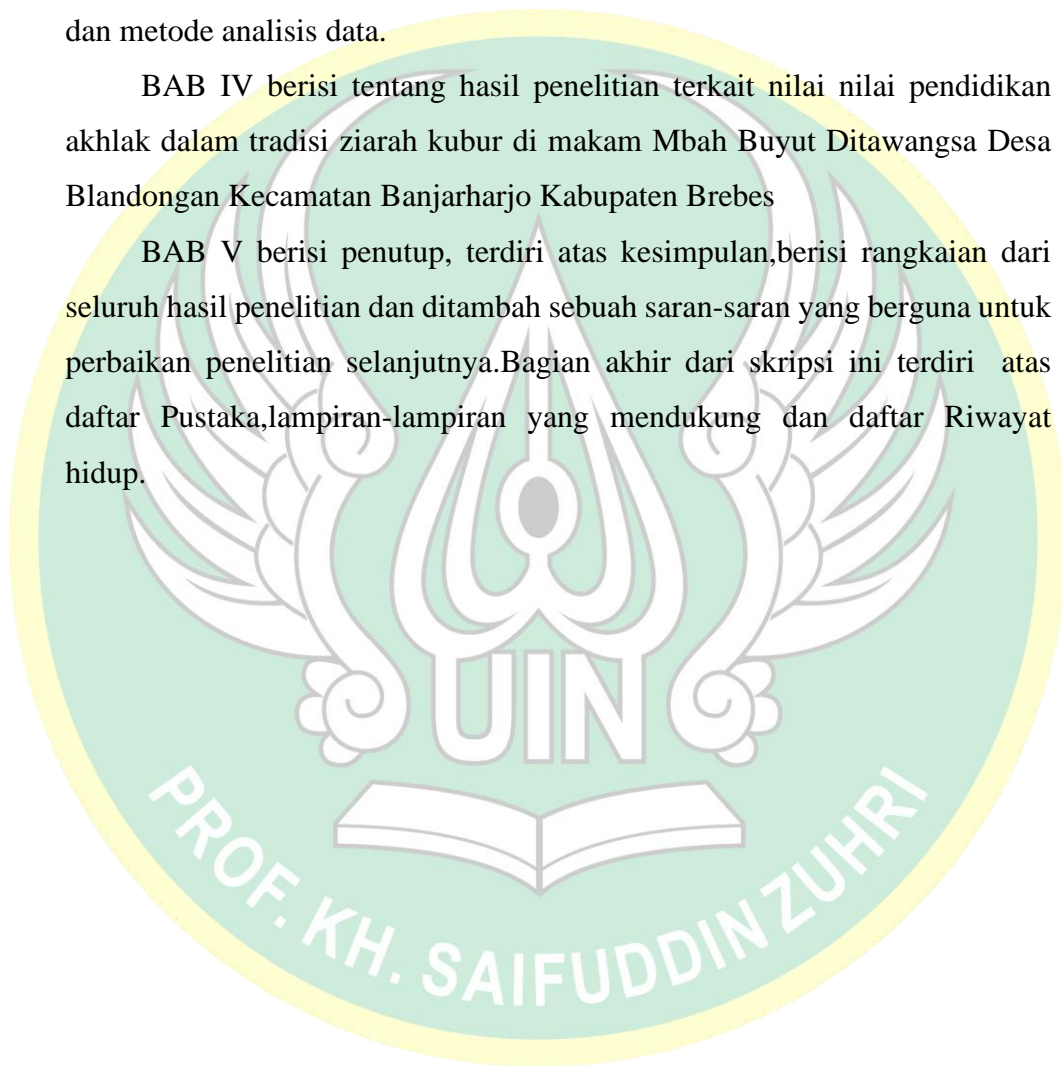 dan metode analisis data.
BAB IV berisi tentang hasil penelitian terkait nilai nilai pendidikan
akhlak dalam tradisi ziarah kubur di makam Mbah Buyut Ditawangsa Desa
Blandongan Kecamatan Banjarharjo Kabupaten Brebes
BAB V berisi penutup, terdiri atas kesimpulan,berisi rangkaian dari
seluruh hasil penelitian dan ditambah sebuah saran-saran yang berguna untuk
perbaikan penelitian selanjutnya.Bagian akhir dari skripsi ini terdiri atas
daftar Pustaka,lampiran-lampiran yang mendukung dan daftar Riwayat
hidup.
UIN
PROF. KH. SAIFUDDIN ZUHRI